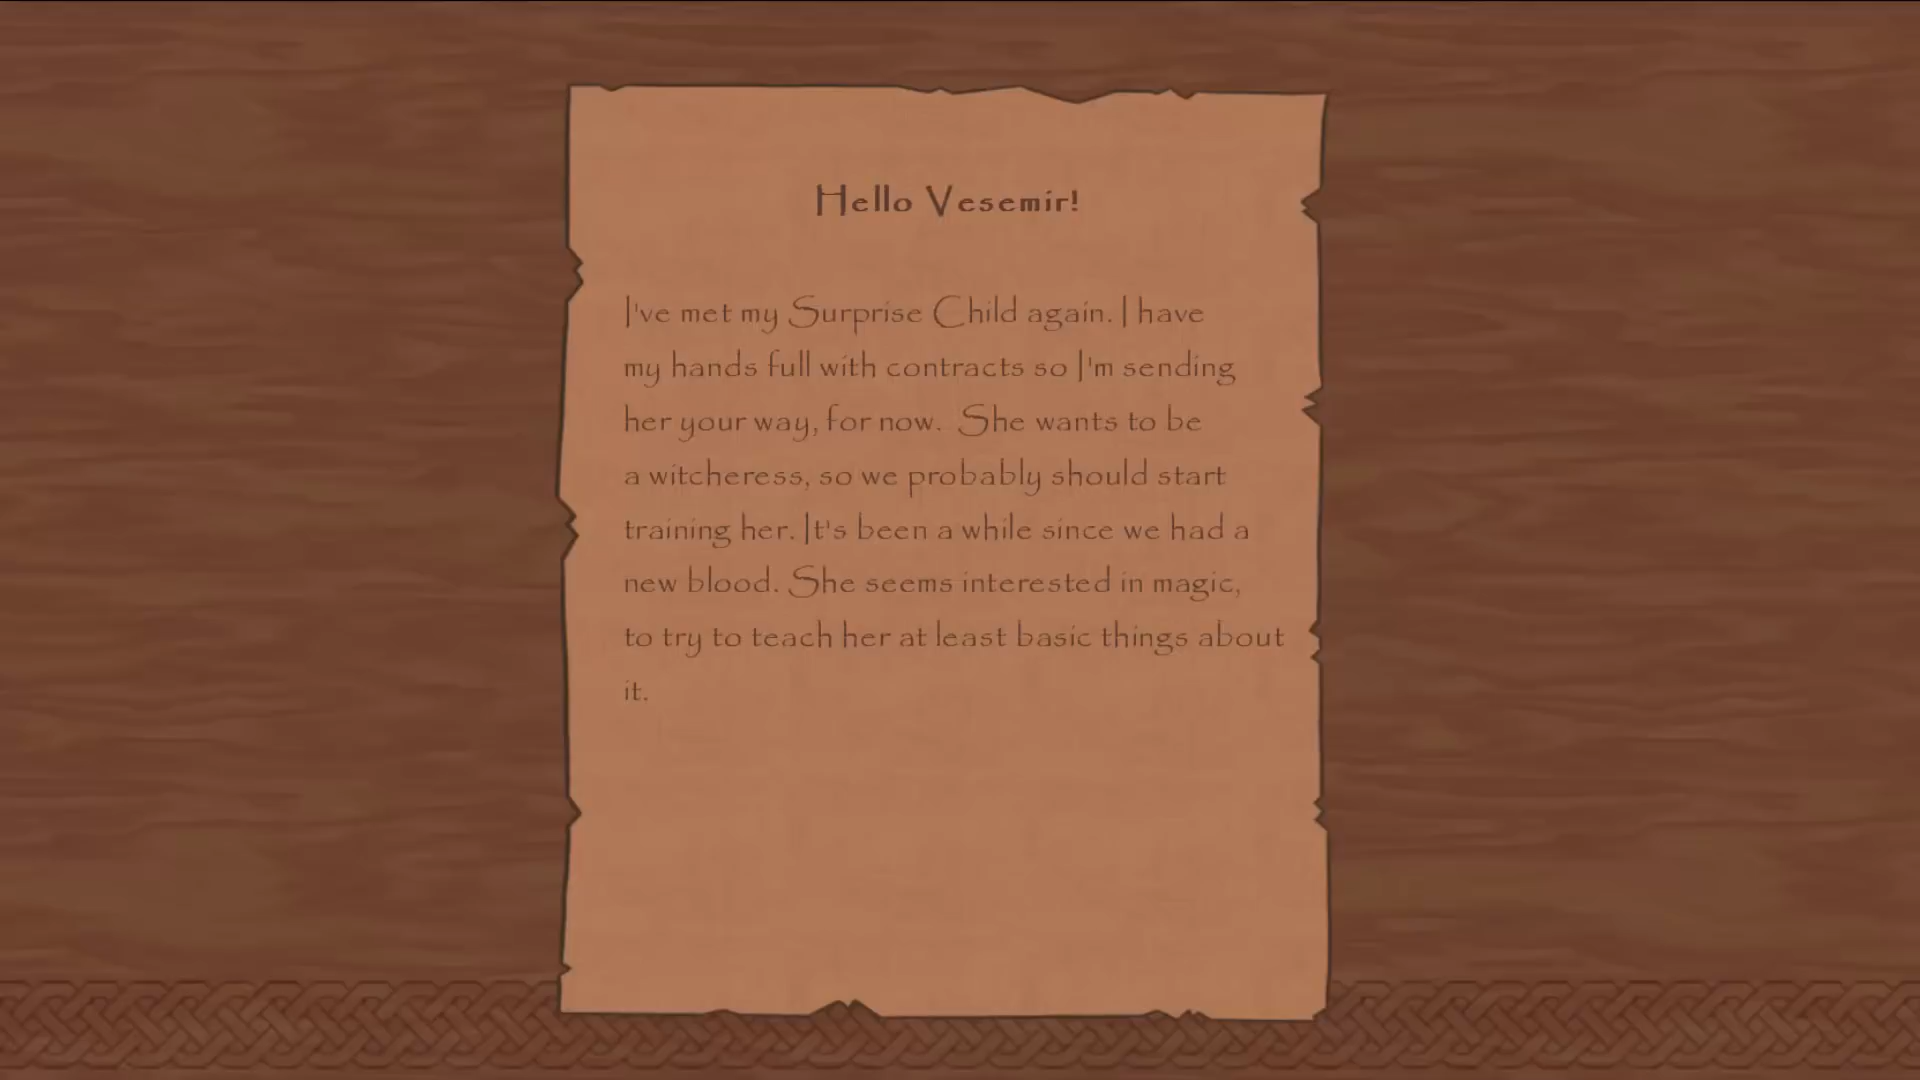 Hello Vesemir!
I've met my Surprise Child again. I have
my hands full with contracts so I'm sending
her your way, for now.  She wants to be
a witcheress, so we probably should start
training her. It's been a while since we had a
new blood. She seems interested in magic,
to try to teach her at least basic things about
it.